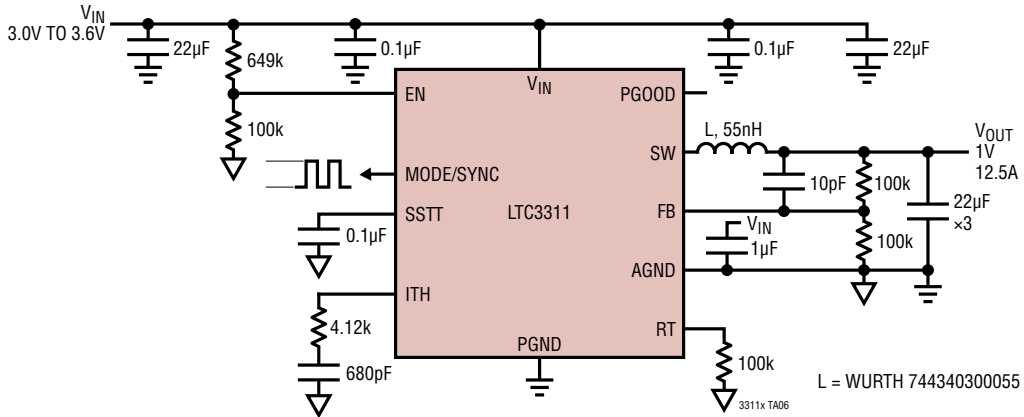 VIN
3.0V TO 3.6V
22µF
649k
0.1µF
0.1µF
22µF
100k
EN
VIN
PGOOD
SW
L, 55nH
VOUT
1V
12.5A
MODE/SYNC
10pF
100k
22µF
×3
SSTT
LTC3311
FB
0.1µF
VIN
1µF
100k
AGND
ITH
4.12k
RT
680pF
PGND
100k
L = WURTH 744340300055
3311x TA06